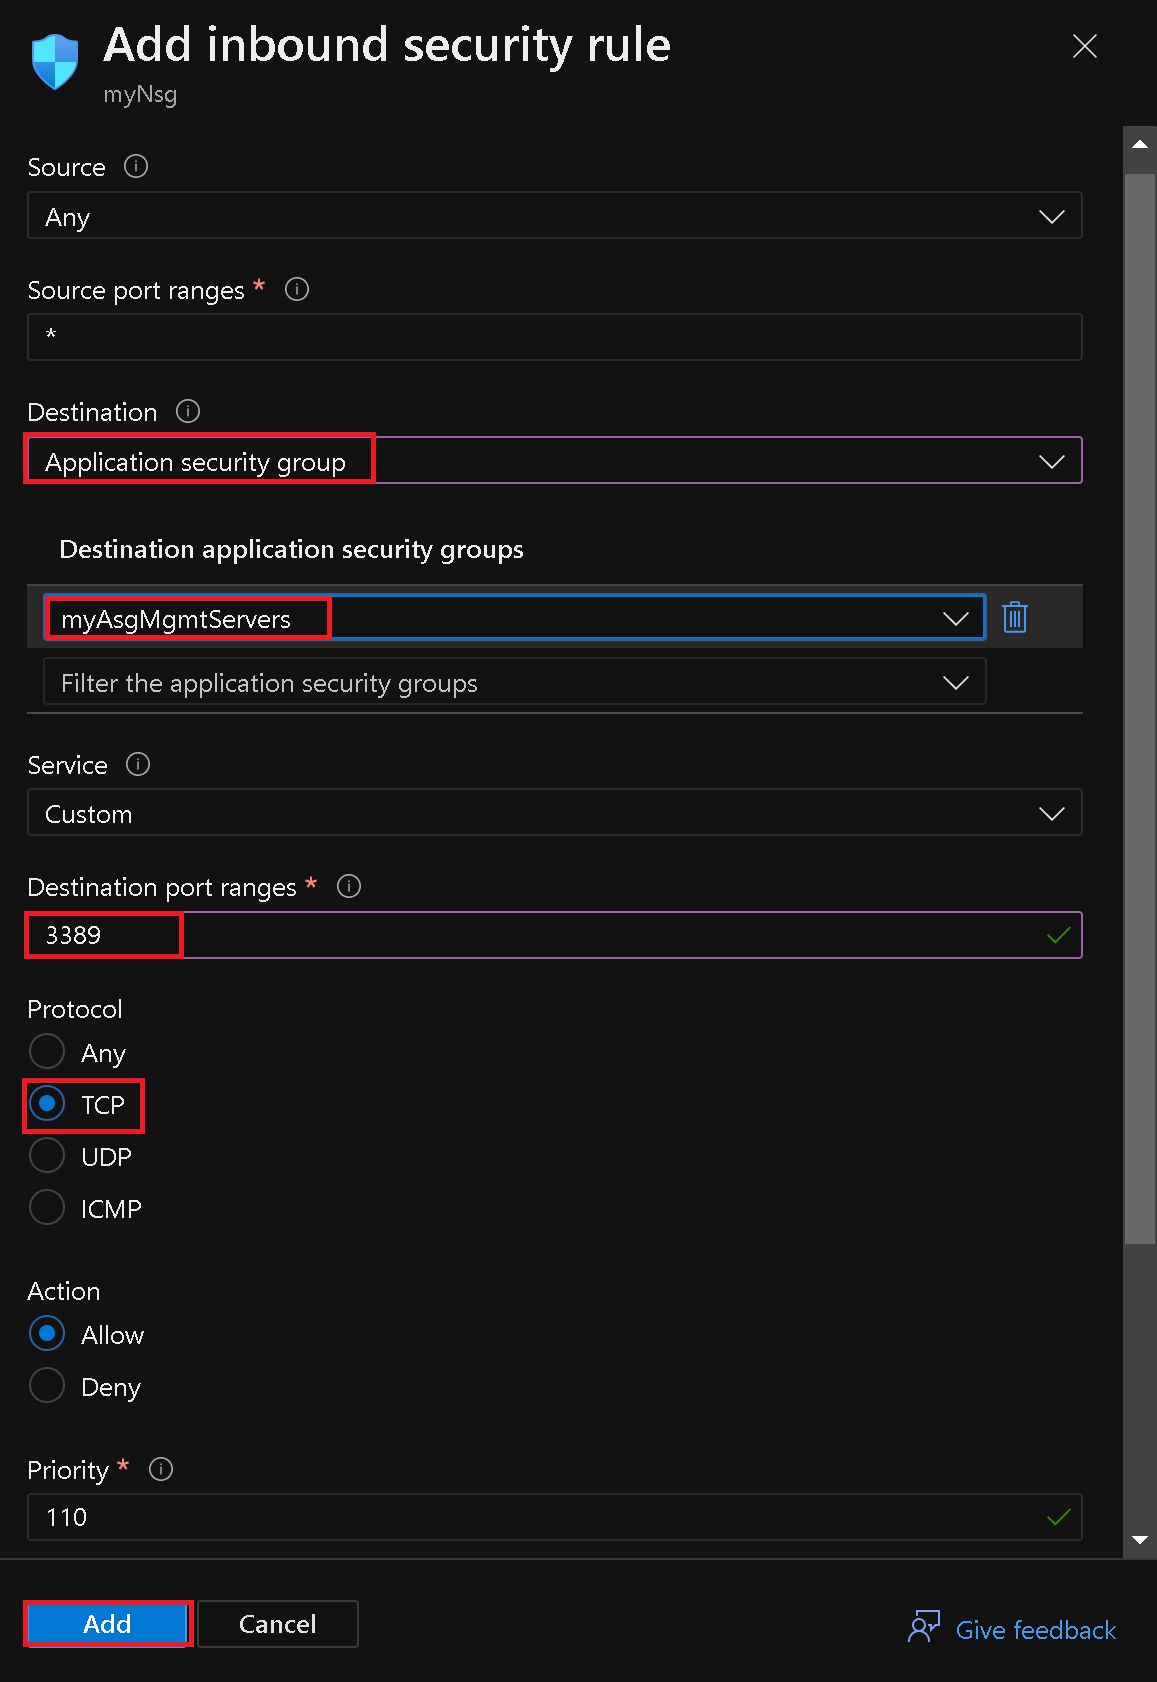 Add inbound security rule
myNsg
Source
Any
Source port ranges *
*
Destination
Application security group
Destination application security groups
myAsgMgmtServers
Filter the application security groups
Service
Custom
Destination port ranges *
3389
Protocol
Any
TCP
UDP
ICMP
Action
Allow
Deny
Priority *
110
Add Cancel Give feedback